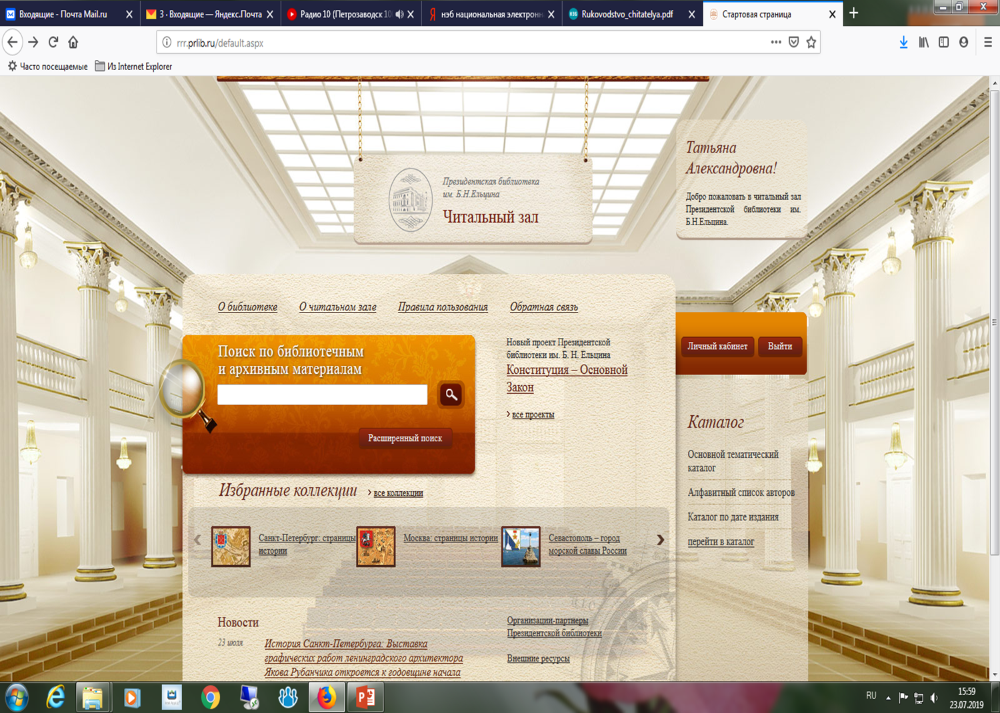 Входящие - Почта Mail.ru
3 · Входящие — Яндекс.Почта
Радио 10 (Петрозаводск 10
нэб национальная электрон
Rukovodstvo_chitatelya.pdf
Стартовая страница
rrr.prlib.ru/default.aspx
Часто посещаемые
Из Internet Explorer
Президентская библиотека
им. Б.Н.Ельцина
Читальный зал
Татьяна
Александровна!
Добро пожаловать в читальный зал
Президентской библиотеки им.
Б.Н.Ельцина.
О библиотеке
О читальном зале
Правила пользования
Обратная связь
Поиск по библиотечным
и архивным материалам
Расширенный поиск
Новый проект Президентской
библиотеки им. Б. Н. Ельцина
Конституция – Основной
Закон
все проекты
Личный кабинет
Выйти
Каталог
Основной тематический
каталог
Алфавитный список авторов
Каталог по дате издания
перейти в каталог
Избранные коллекции
все коллекции
Санкт-Петербург: страницы
истории
Москва: страницы истории
Севастополь – город
морской славы России
Новости
23 июля
История Санкт-Петербурга: Выставка
графических работ ленинградского архитектора
Якова Рубанчика откроется к годовщине начала
Организации-партнеры
Президентской библиотеки
Внешние ресурсы
RU
15:59
23.07.2019